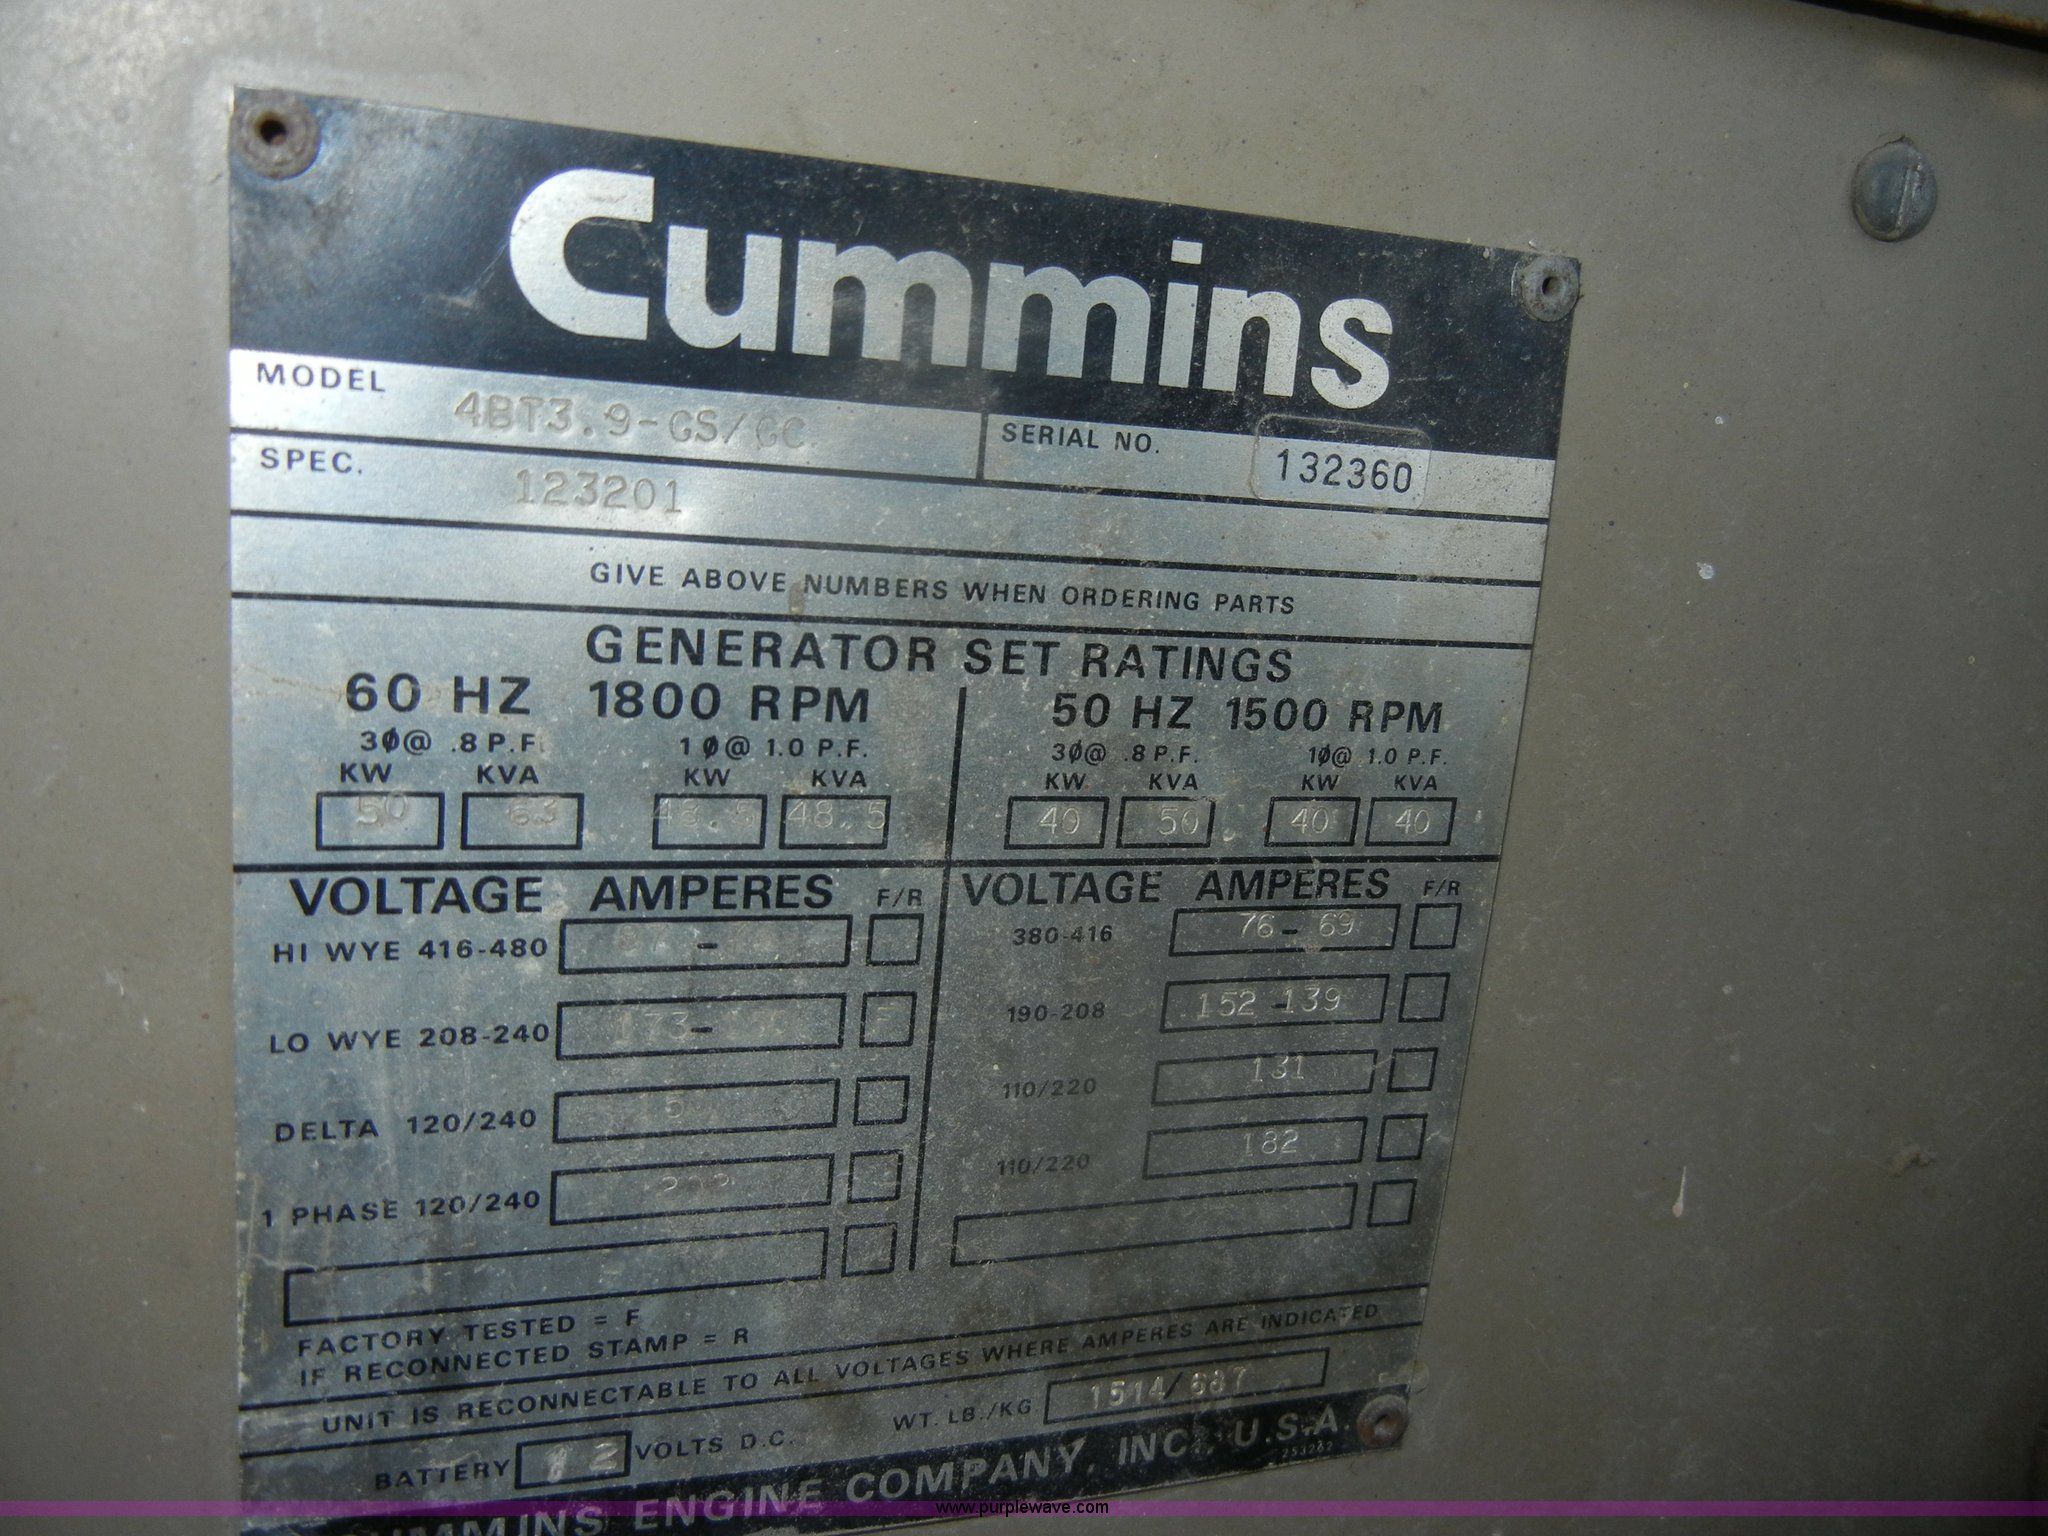 Cummins
MODEL 4BT3.9-GS/GC SERIAL NO. 132360
SPEC. 123201
GIVE ABOVE NUMBERS WHEN ORDERING PARTS
GENERATOR SET RATINGS
60 HZ 1800 RPM 50 HZ 1500 RPM
3Ø@ .8 P.F. 1Ø@ 1.0 P.F. 3Ø@ .8 P.F. 1Ø@ 1.0 P.F.
KW KVA KW KVA KW KVA KW KVA
50 63 48.5 48.5 40 50 40 40
VOLTAGE AMPERES F/R VOLTAGE AMPERES F/R
HI WYE 416-480 - 380-416 76-69
LO WYE 208-240 173- F 190-208 152-139
DELTA 120/240 110/220 131
1 PHASE 120/240 110/220 182
FACTORY TESTED = F
IF RECONNECTED STAMP = R
UNIT IS RECONNECTABLE TO ALL VOLTAGES WHERE AMPERES ARE INDICATED
BATTERY 12 VOLTS D.C. WT. LB./KG 1514/687
CUMMINS ENGINE COMPANY, INC., U.S.A.
253282
www.purplewave.com